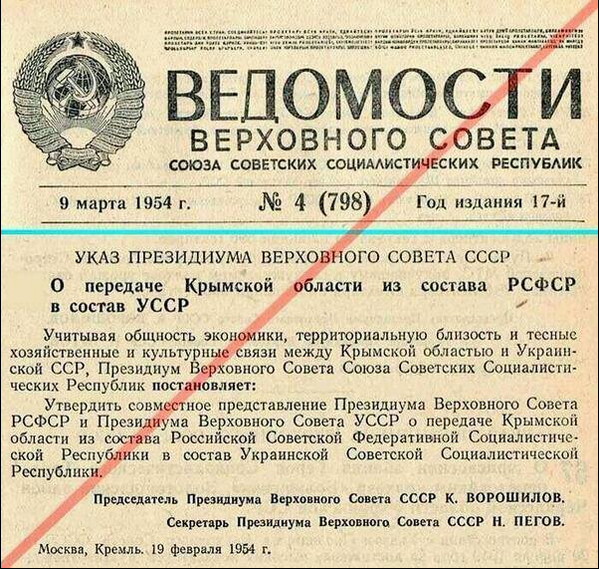 ВЕДОМОСТИ
ВЕРХОВНОГО СОВЕТА
СОЮЗА СОВЕТСКИХ СОЦИАЛИСТИЧЕСКИХ РЕСПУБЛИК
9 марта 1954 г. № 4 (798) Год издания 17-й
УКАЗ ПРЕЗИДИУМА ВЕРХОВНОГО СОВЕТА СССР
О передаче Крымской области из состава РСФСР
в состав УССР
Учитывая общность экономики, территориальную близость и тесные
хозяйственные и культурные связи между Крымской областью и Украин-
ской ССР, Президиум Верховного Совета Союза Советских Социалисти-
ческих Республик постановляет:
Утвердить совместное представление Президиума Верховного Совета
РСФСР и Президиума Верховного Совета УССР о передаче Крымской
области из состава Российской Советской Федеративной Социалистиче-
ской Республики в состав Украинской Советской Социалистической
Республики.
Председатель Президиума Верховного Совета СССР К. ВОРОШИЛОВ.
Секретарь Президиума Верховного Совета СССР Н. ПЕГОВ.
Москва, Кремль. 19 февраля 1954 г.